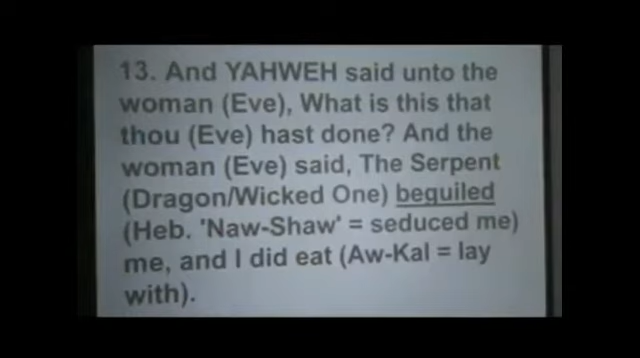 13. And YAHWEH said unto the
woman (Eve), What is this that
thou (Eve) hast done? And the
woman (Eve) said, The Serpent
(Dragon/Wicked One) beguiled
(Heb. 'Naw-Shaw' = seduced me)
me, and I did eat (Aw-Kal = lay
with).